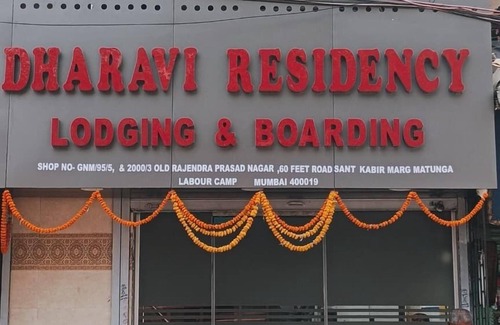 DHARAVI RESIDENCY
LODGING & BOARDING
SHOP NO- GNM/95/5, & 2000/3 OLD RAJENDRA PRASAD NAGAR ,60 FEET ROAD SANT KABIR MARG MATUNGA
LABOUR CAMP MUMBAI 400019